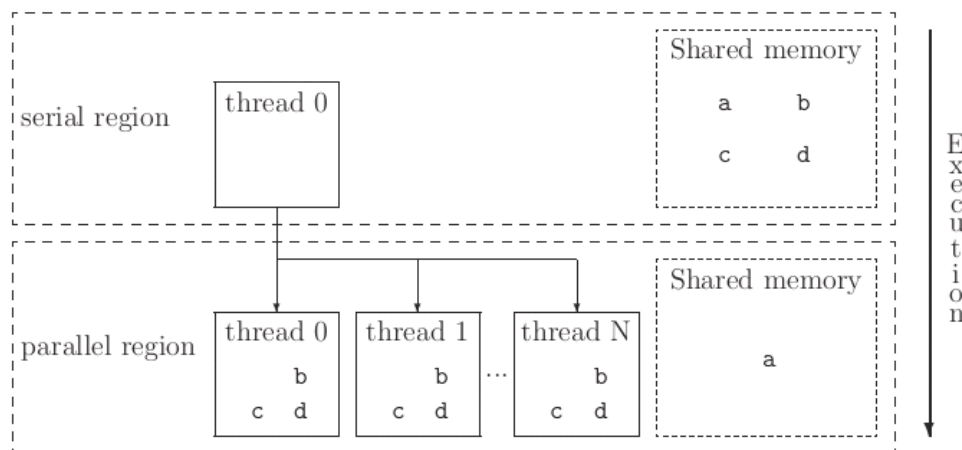 Shared memory
thread 0
a b
serial region
c d
Execution
Shared memory
thread 0 thread 1 thread N
parallel region
b b ... b a
c d c d c d